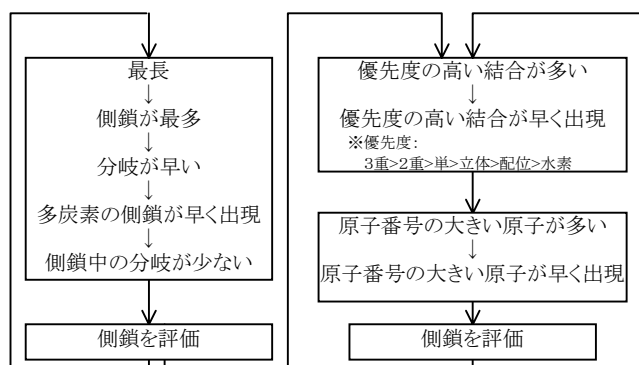 最長
↓
側鎖が最多
↓
分岐が早い
↓
多炭素の側鎖が早く出現
↓
側鎖中の分岐が少ない
側鎖を評価
優先度の高い結合が多い
↓
優先度の高い結合が早く出現
※優先度:
3重>2重>単>立体>配位>水素
原子番号の大きい原子が多い
↓
原子番号の大きい原子が早く出現
側鎖を評価